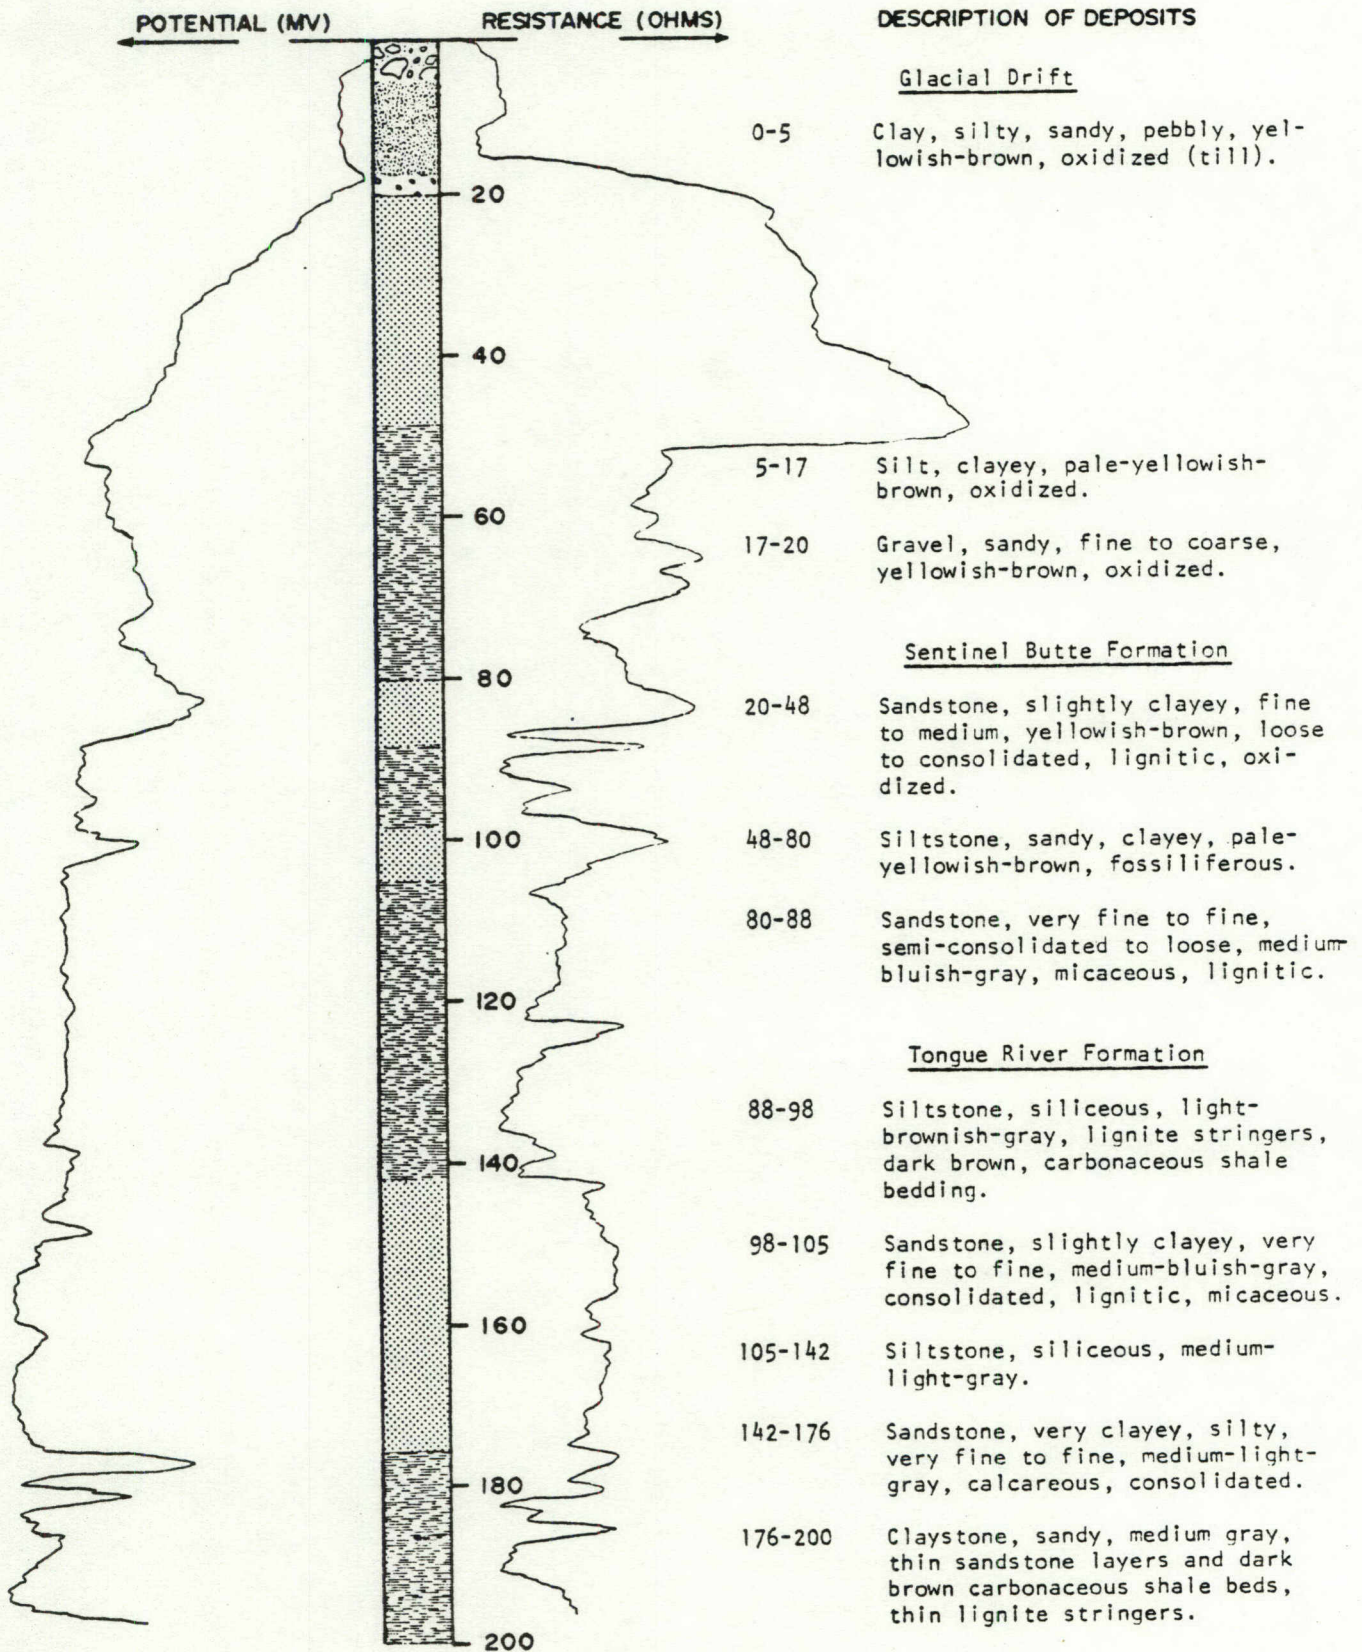 POTENTIAL (MV)
RESISTANCE (OHMS)
DESCRIPTION OF DEPOSITS
Glacial Drift
0-5 Clay, silty, sandy, pebbly, yel-
lowish-brown, oxidized (till).
20
40
60
80
100
120
140
160
180
200
5-17 Silt, clayey, pale-yellowish-
brown, oxidized.
17-20 Gravel, sandy, fine to coarse,
yellowish-brown, oxidized.
Sentinel Butte Formation
20-48 Sandstone, slightly clayey, fine
to medium, yellowish-brown, loose
to consolidated, lignitic, oxi-
dized.
48-80 Siltstone, sandy, clayey, pale-
yellowish-brown, fossiliferous.
80-88 Sandstone, very fine to fine,
semi-consolidated to loose, medium-
bluish-gray, micaceous, lignitic.
Tongue River Formation
88-98 Siltstone, siliceous, light-
brownish-gray, lignite stringers,
dark brown, carbonaceous shale
bedding.
98-105 Sandstone, slightly clayey, very
fine to fine, medium-bluish-gray,
consolidated, lignitic, micaceous.
105-142 Siltstone, siliceous, medium-
light-gray.
142-176 Sandstone, very clayey, silty,
very fine to fine, medium-light-
gray, calcareous, consolidated.
176-200 Claystone, sandy, medium gray,
thin sandstone layers and dark
brown carbonaceous shale beds,
thin lignite stringers.